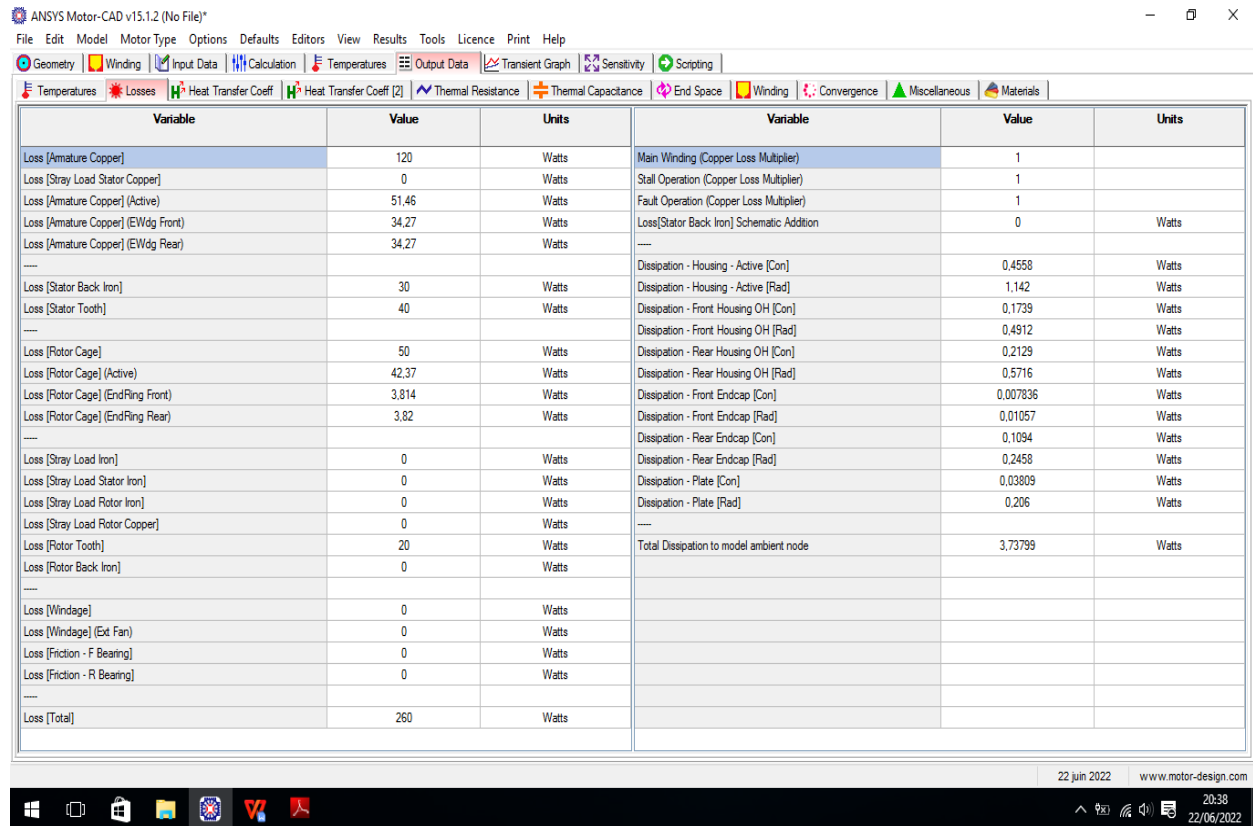 ANSYS Motor-CAD v15.1.2 (No File)*
File Edit Model Motor Type Options Defaults Editors View Results Tools Licence Print Help
Geometry Winding Input Data Calculation Temperatures Output Data Transient Graph Sensitivity Scripting
Temperatures Losses Heat Transfer Coeff Heat Transfer Coeff [2] Thermal Resistance Thermal Capacitance End Space Winding Convergence Miscellaneous Materials
Variable Value Units Variable Value Units
Loss [Armature Copper] 120 Watts Main Winding (Copper Loss Multiplier) 1
Loss [Stray Load Stator Copper] 0 Watts Stall Operation (Copper Loss Multiplier) 1
Loss [Armature Copper] (Active) 51,46 Watts Fault Operation (Copper Loss Multiplier) 1
Loss [Armature Copper] (EWdg Front) 34,27 Watts Loss[Stator Back Iron] Schematic Addition 0 Watts
Loss [Armature Copper] (EWdg Rear) 34,27 Watts -----
----- Dissipation - Housing - Active [Con] 0,4558 Watts
Loss [Stator Back Iron] 30 Watts Dissipation - Housing - Active [Rad] 1,142 Watts
Loss [Stator Tooth] 40 Watts Dissipation - Front Housing OH [Con] 0,1739 Watts
----- Dissipation - Front Housing OH [Rad] 0,4912 Watts
Loss [Rotor Cage] 50 Watts Dissipation - Rear Housing OH [Con] 0,2129 Watts
Loss [Rotor Cage] (Active) 42,37 Watts Dissipation - Rear Housing OH [Rad] 0,5716 Watts
Loss [Rotor Cage] (EndRing Front) 3,814 Watts Dissipation - Front Endcap [Con] 0,007836 Watts
Loss [Rotor Cage] (EndRing Rear) 3,82 Watts Dissipation - Front Endcap [Rad] 0,01057 Watts
----- Dissipation - Rear Endcap [Con] 0,1094 Watts
Loss [Stray Load Iron] 0 Watts Dissipation - Rear Endcap [Rad] 0,2458 Watts
Loss [Stray Load Stator Iron] 0 Watts Dissipation - Plate [Con] 0,03809 Watts
Loss [Stray Load Rotor Iron] 0 Watts Dissipation - Plate [Rad] 0,206 Watts
Loss [Stray Load Rotor Copper] 0 Watts -----
Loss [Rotor Tooth] 20 Watts Total Dissipation to model ambient node 3,73799 Watts
Loss [Rotor Back Iron] 0 Watts
-----
Loss [Windage] 0 Watts
Loss [Windage] (Ext Fan) 0 Watts
Loss [Friction - F Bearing] 0 Watts
Loss [Friction - R Bearing] 0 Watts
-----
Loss [Total] 260 Watts
22 juin 2022 www.motor-design.com
20:38
22/06/2022